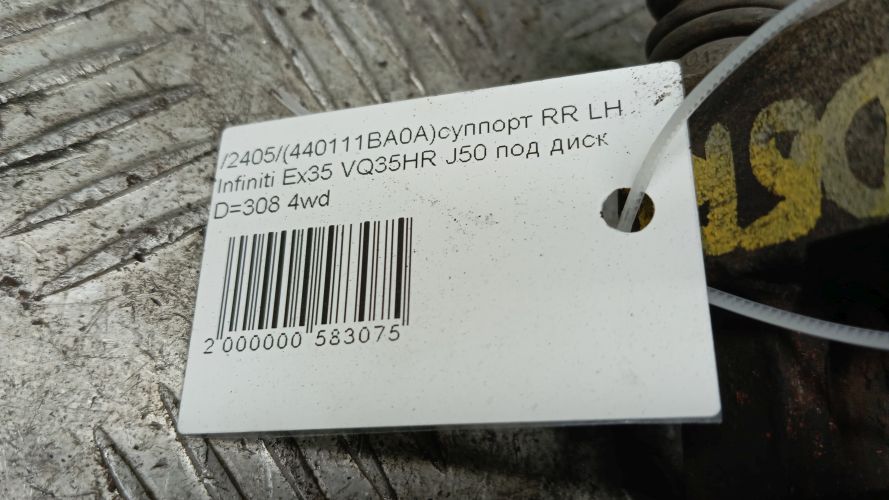 /2405/(440111BA0A)суппорт RR LH
Infiniti Ex35 VQ35HR J50 под диск
D=308 4wd
2 000000 583075